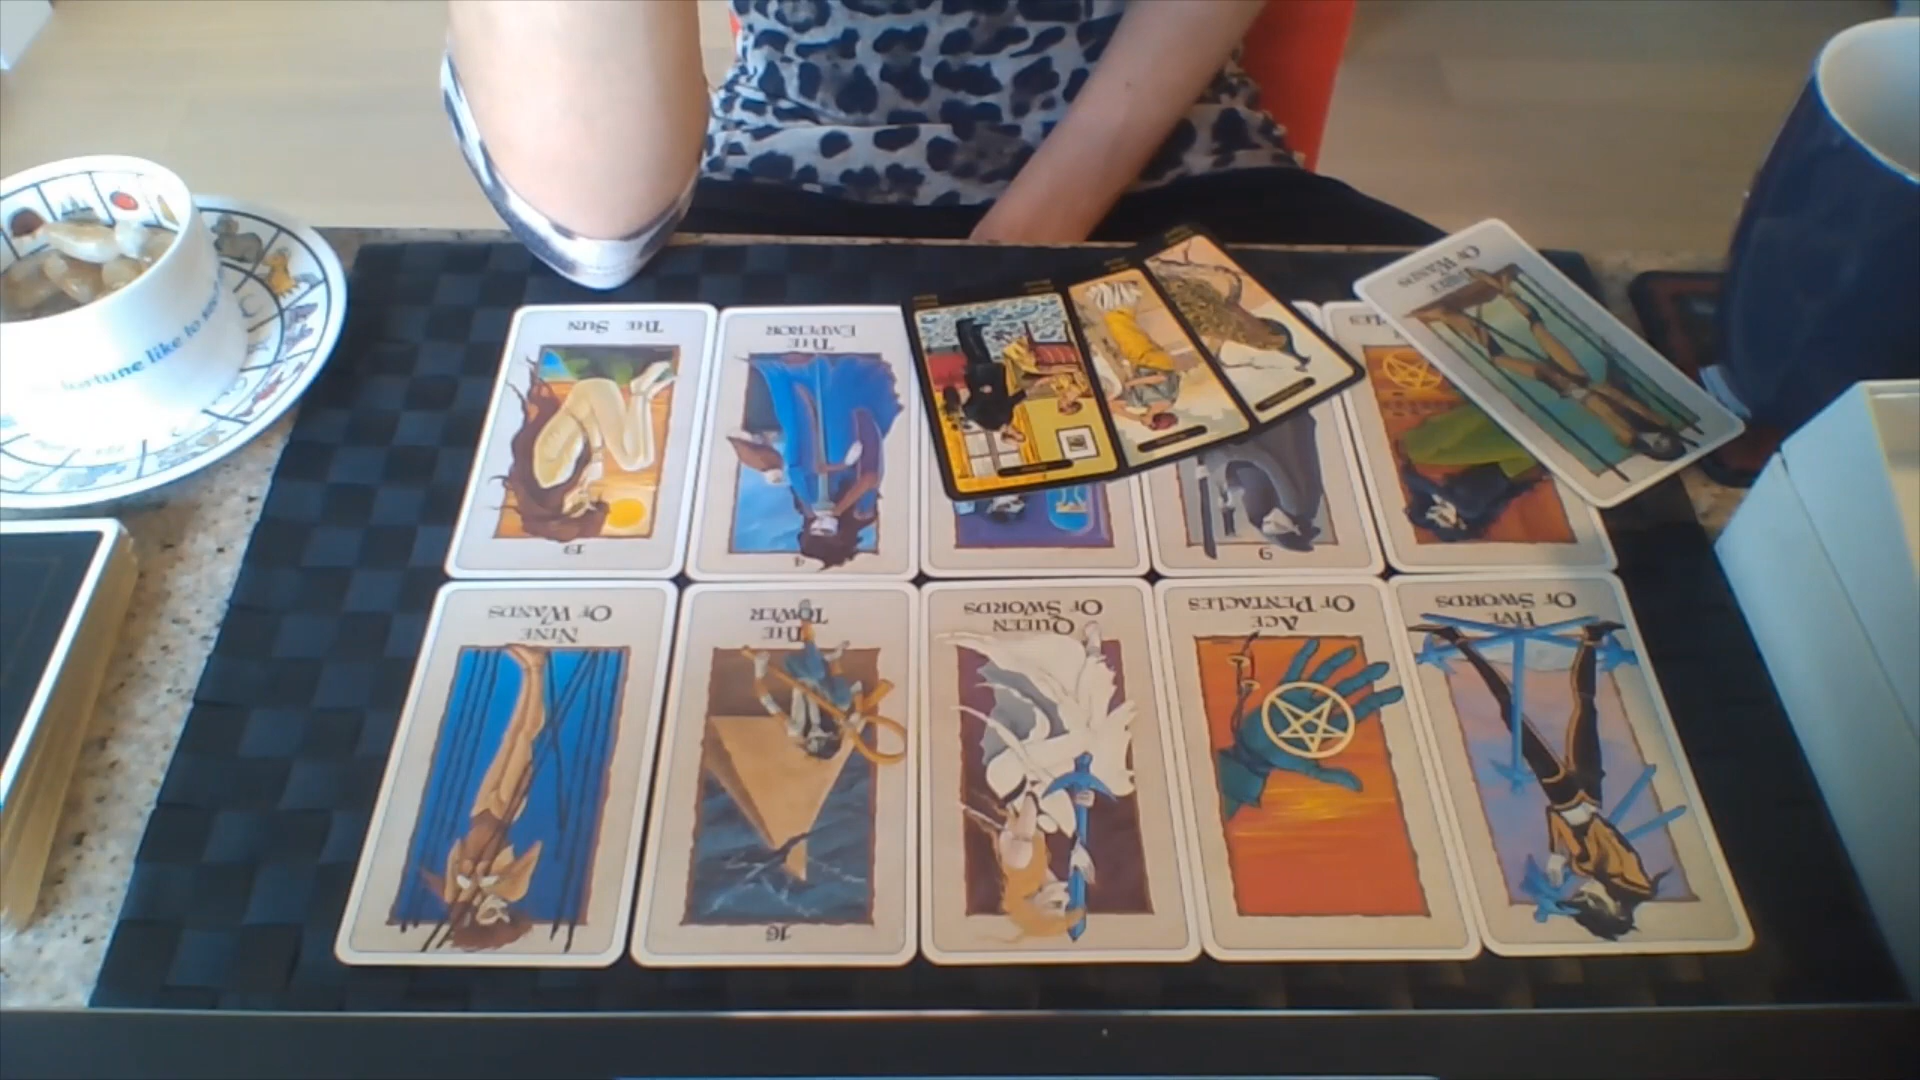 THE SUN
19
THE
EMPEROR
4
9
OF WANDS
NINE
OF WANDS
THE
TOWER
16
QUEEN
OF SWORDS
ACE
OF PENTACLES
FIVE
OF SWORDS
fortune like to